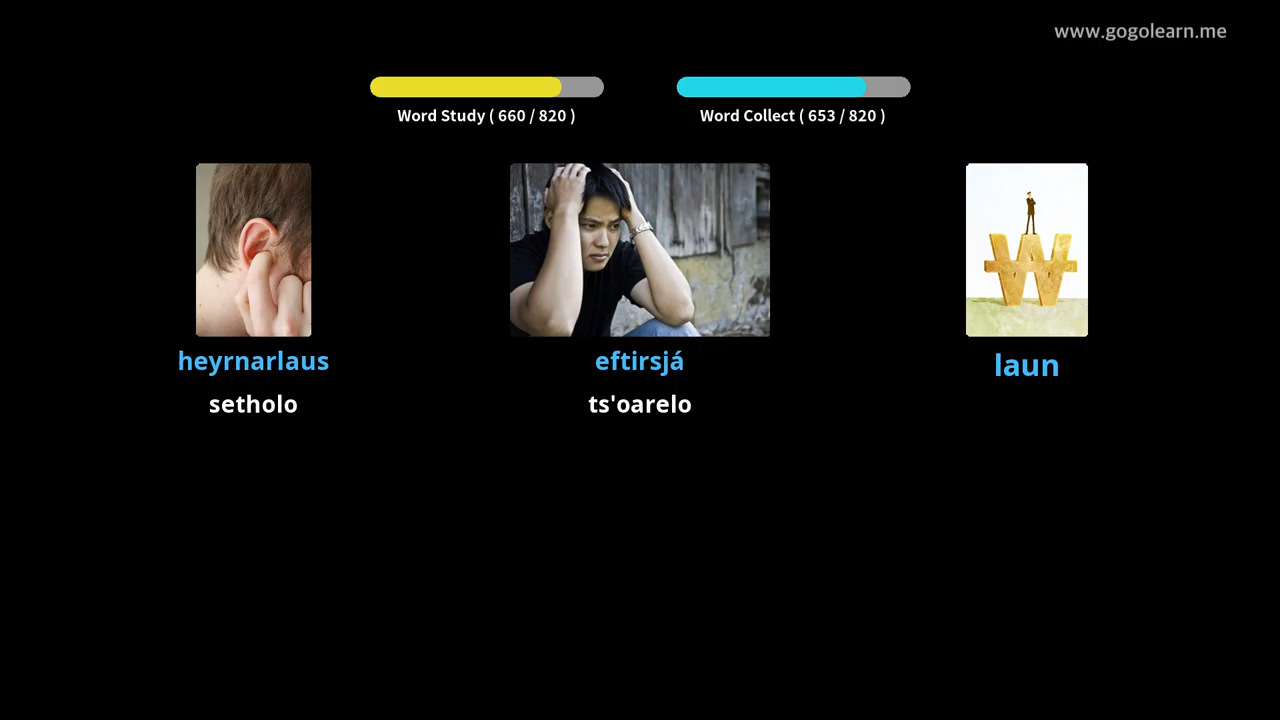 www.gogolearn.me
Word Study ( 660 / 820 )
Word Collect ( 653 / 820 )
heyrnarlaus
eftirsjá
laun
setholo
ts'oarelo